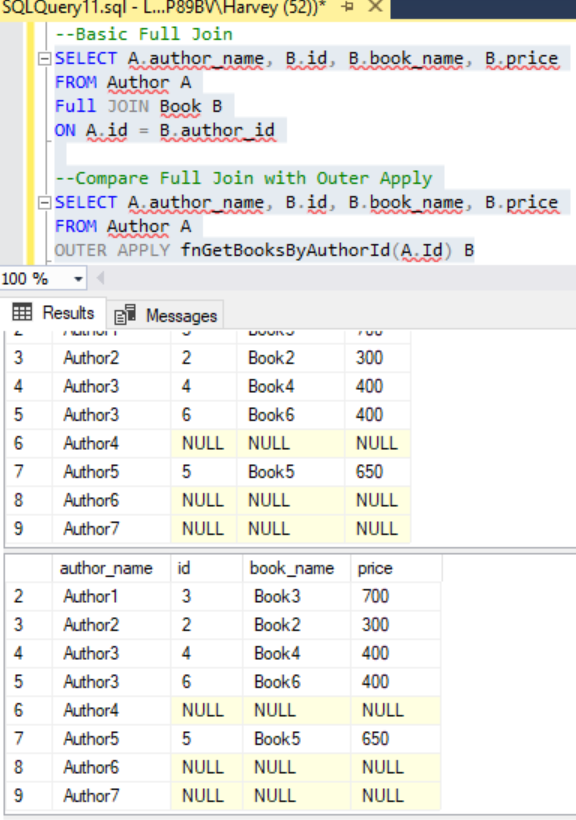 SQLQuery11.sql - L...P89BV\Harvey (52))*
--Basic Full Join
SELECT A.author_name, B.id, B.book_name, B.price
FROM Author A
Full JOIN Book B
ON A.id = B.author_id
--Compare Full Join with Outer Apply
SELECT A.author_name, B.id, B.book_name, B.price
FROM Author A
OUTER APPLY fnGetBooksByAuthorId(A.Id) B
100 %
Results Messages
2 Author1 3 Book3 700
3 Author2 2 Book2 300
4 Author3 4 Book4 400
5 Author3 6 Book6 400
6 Author4 NULL NULL NULL
7 Author5 5 Book5 650
8 Author6 NULL NULL NULL
9 Author7 NULL NULL NULL
author_name id book_name price
2 Author1 3 Book3 700
3 Author2 2 Book2 300
4 Author3 4 Book4 400
5 Author3 6 Book6 400
6 Author4 NULL NULL NULL
7 Author5 5 Book5 650
8 Author6 NULL NULL NULL
9 Author7 NULL NULL NULL